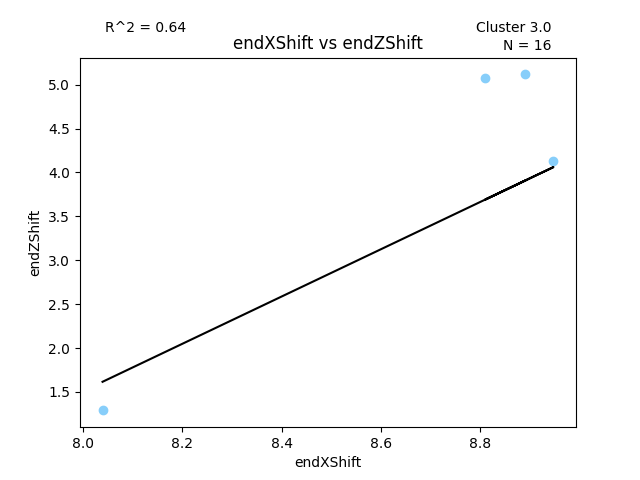 R^2 = 0.64
Cluster 3.0
N = 16
endXShift vs endZShift
endZShift
5.0
4.5
4.0
3.5
3.0
2.5
2.0
1.5
8.0 8.2 8.4 8.6 8.8
endXShift